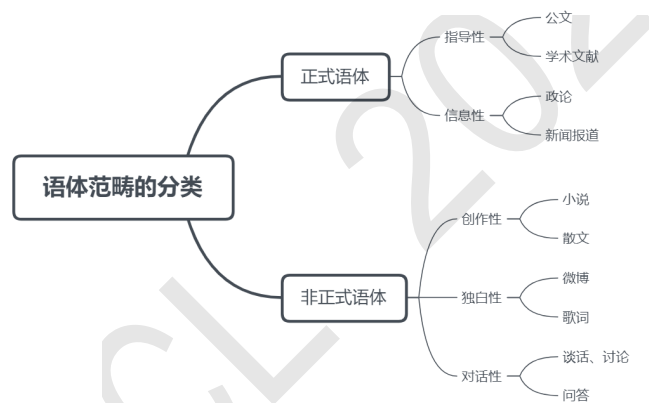 语体范畴的分类
正式语体
指导性
公文
学术文献
信息性
政论
新闻报道
非正式语体
创作性
小说
散文
独白性
微博
歌词
对话性
谈话、讨论
问答
CL 202